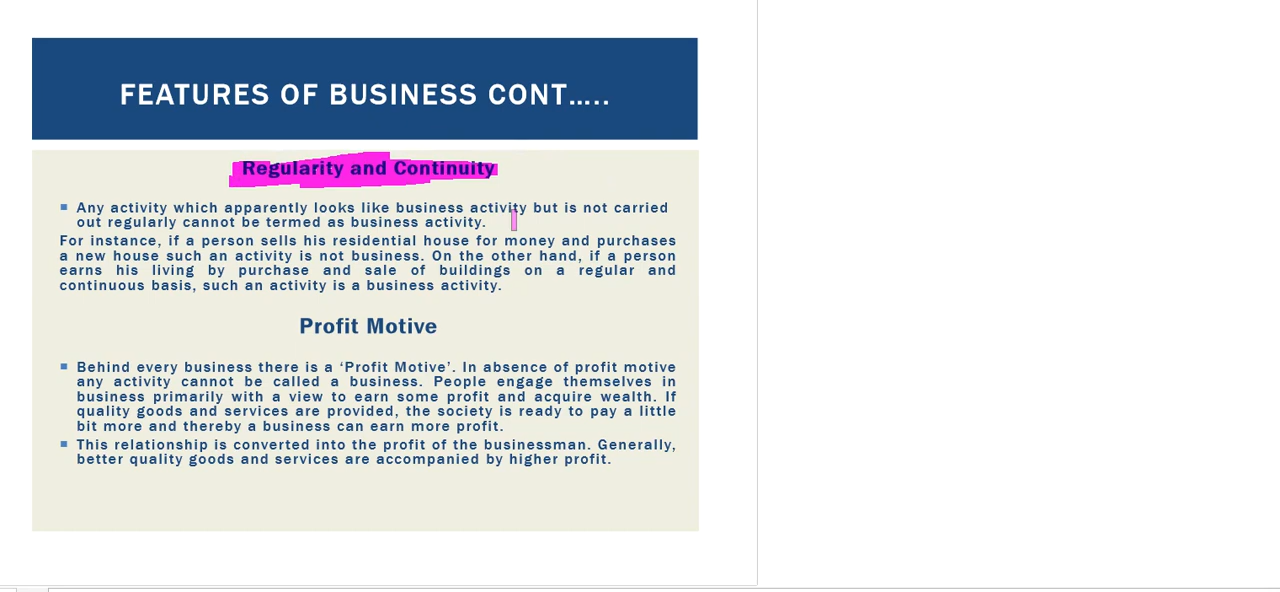 FEATURES OF BUSINESS CONT.....
Regularity and Continuity
▪ Any activity which apparently looks like business activity but is not carried
out regularly cannot be termed as business activity.
For instance, if a person sells his residential house for money and purchases
a new house such an activity is not business. On the other hand, if a person
earns his living by purchase and sale of buildings on a regular and
continuous basis, such an activity is a business activity.
Profit Motive
▪ Behind every business there is a ‘Profit Motive’. In absence of profit motive
any activity cannot be called a business. People engage themselves in
business primarily with a view to earn some profit and acquire wealth. If
quality goods and services are provided, the society is ready to pay a little
bit more and thereby a business can earn more profit.
▪ This relationship is converted into the profit of the businessman. Generally,
better quality goods and services are accompanied by higher profit.